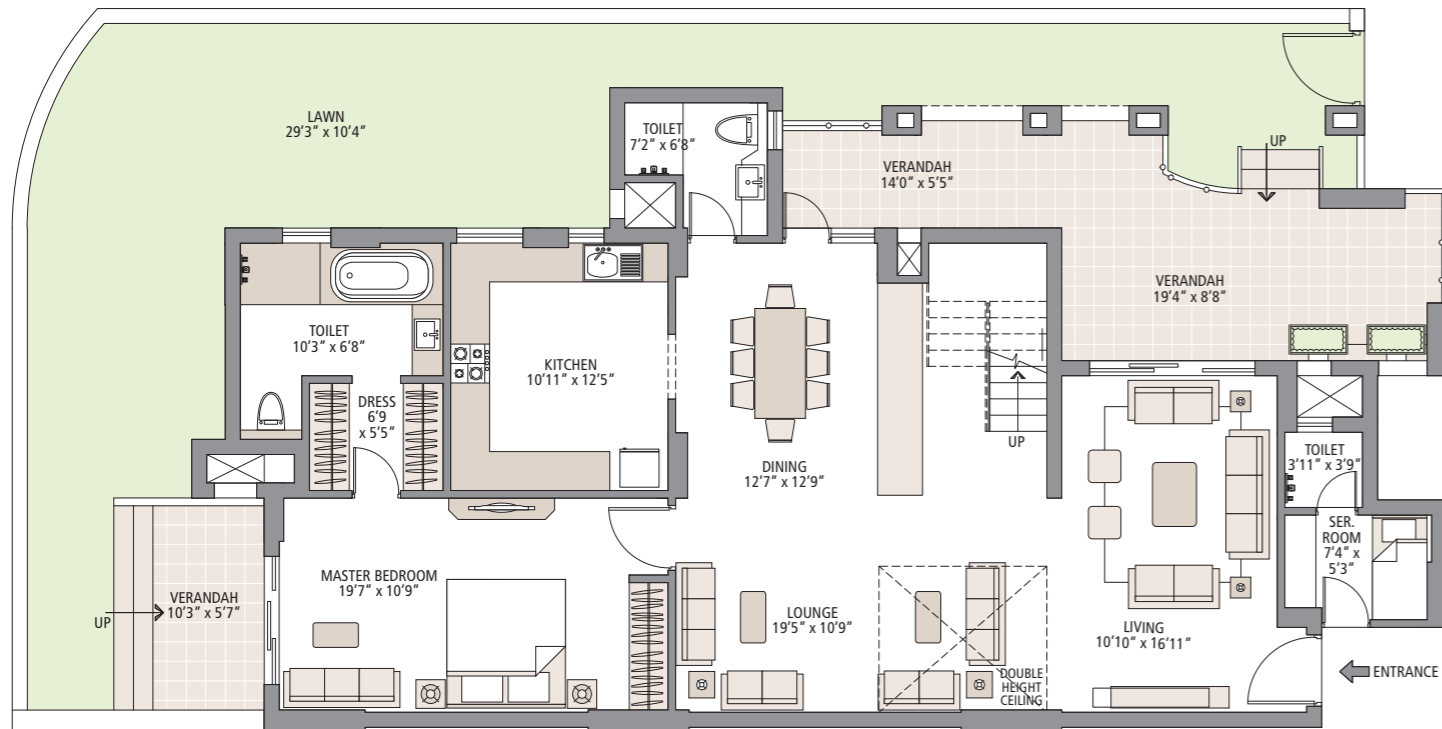 LAWN
29'3" x 10'4"
TOILET
7'2" x 6'8"
VERANDAH
14'0" x 5'5"
UP
VERANDAH
19'4" x 8'8"
TOILET
10'3" x 6'8"
KITCHEN
10'11" x 12'5"
DRESS
6'9
x 5'5"
UP
DINING
12'7" x 12'9"
TOILET
3'11" x 3'9"
SER.
ROOM
7'4" x
5'3"
MASTER BEDROOM
19'7" x 10'9"
VERANDAH
10'3" x 5'7"
UP
LOUNGE
19'5" x 10'9"
LIVING
10'10" x 16'11"
DOUBLE
HEIGHT
CEILING
ENTRANCE